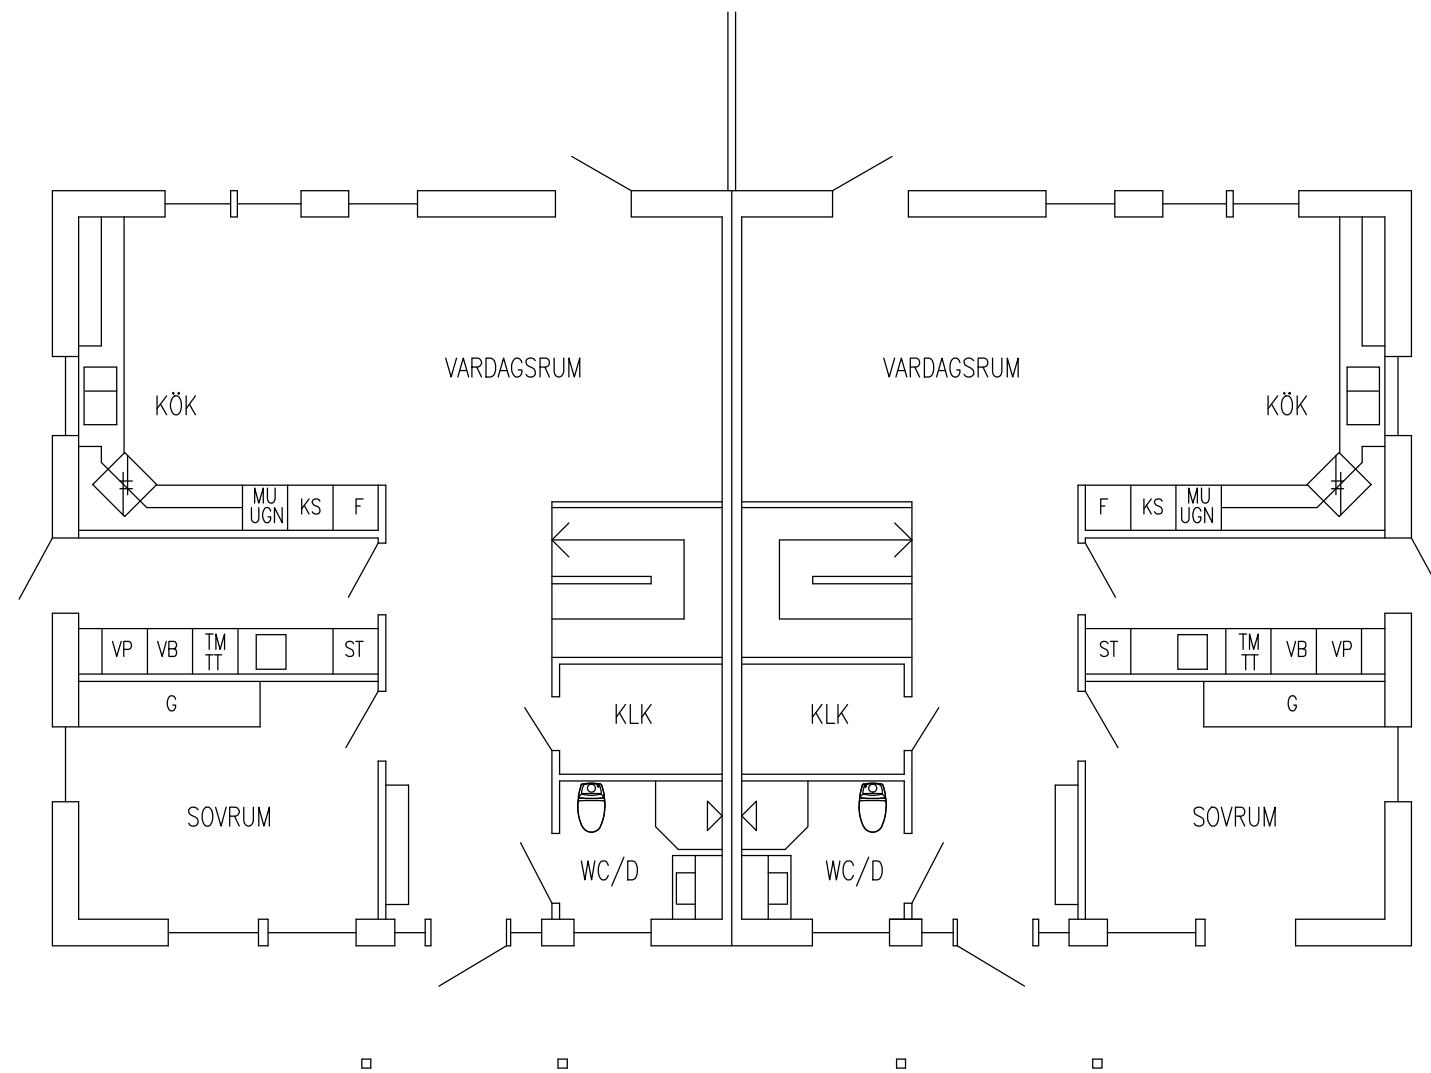 VARDAGSRUM
VARDAGSRUM
KÖK
KÖK
MU
UGN
KS
F
F
KS
MU
UGN
VP
VB
TM
TT
ST
ST
TM
TT
VB
VP
G
G
KLK
KLK
SOVRUM
SOVRUM
WC/D
WC/D